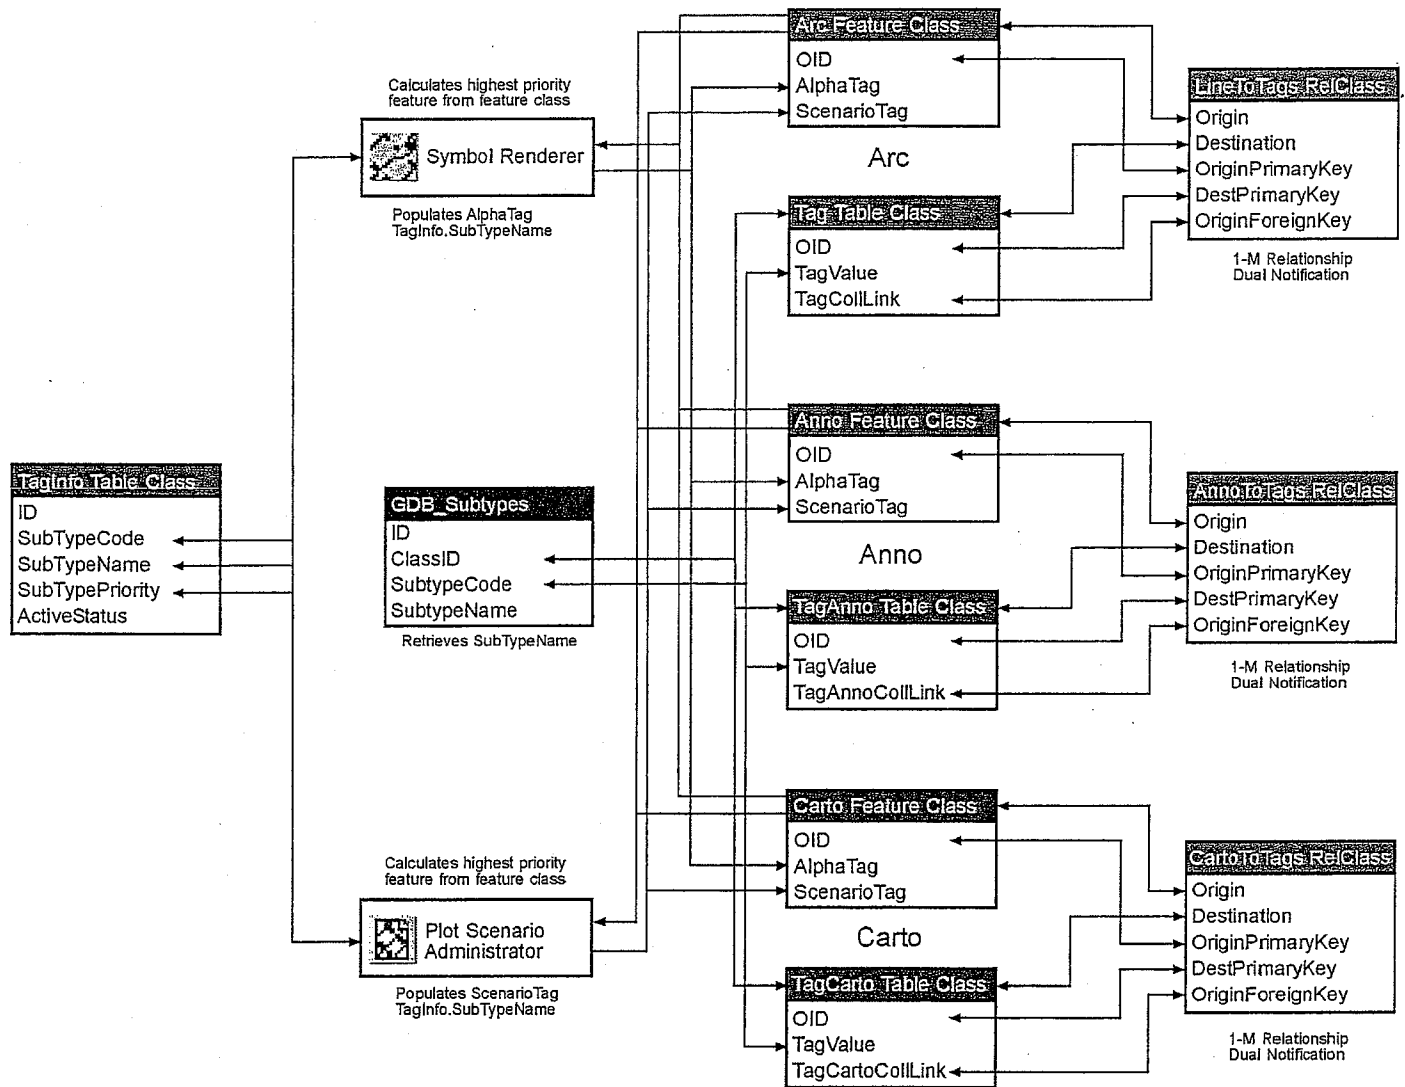 TagInfo Table Class
ID
SubTypeCode
SubTypeName
SubTypePriority
ActiveStatus
Calculates highest priority
feature from feature class
Symbol Renderer
Populates AlphaTag
TagInfo.SubTypeName
GDB_Subtypes
ID
ClassID
SubtypeCode
SubtypeName
Retrieves SubTypeName
Calculates highest priority
feature from feature class
Plot Scenario
Administrator
Populates ScenarioTag
TagInfo.SubTypeName
Arc Feature Class
OID
AlphaTag
ScenarioTag
Arc
Tag Table Class
OID
TagValue
TagCollLink
LineToTags RelClass
Origin
Destination
OriginPrimaryKey
DestPrimaryKey
OriginForeignKey
1-M Relationship
Dual Notification
Anno Feature Class
OID
AlphaTag
ScenarioTag
Anno
TagAnno Table Class
OID
TagValue
TagAnnoCollLink
AnnoToTags RelClass
Origin
Destination
OriginPrimaryKey
DestPrimaryKey
OriginForeignKey
1-M Relationship
Dual Notification
Carto Feature Class
OID
AlphaTag
ScenarioTag
Carto
TagCarto Table Class
OID
TagValue
TagCartoCollLink
CartoToTags RelClass
Origin
Destination
OriginPrimaryKey
DestPrimaryKey
OriginForeignKey
1-M Relationship
Dual Notification